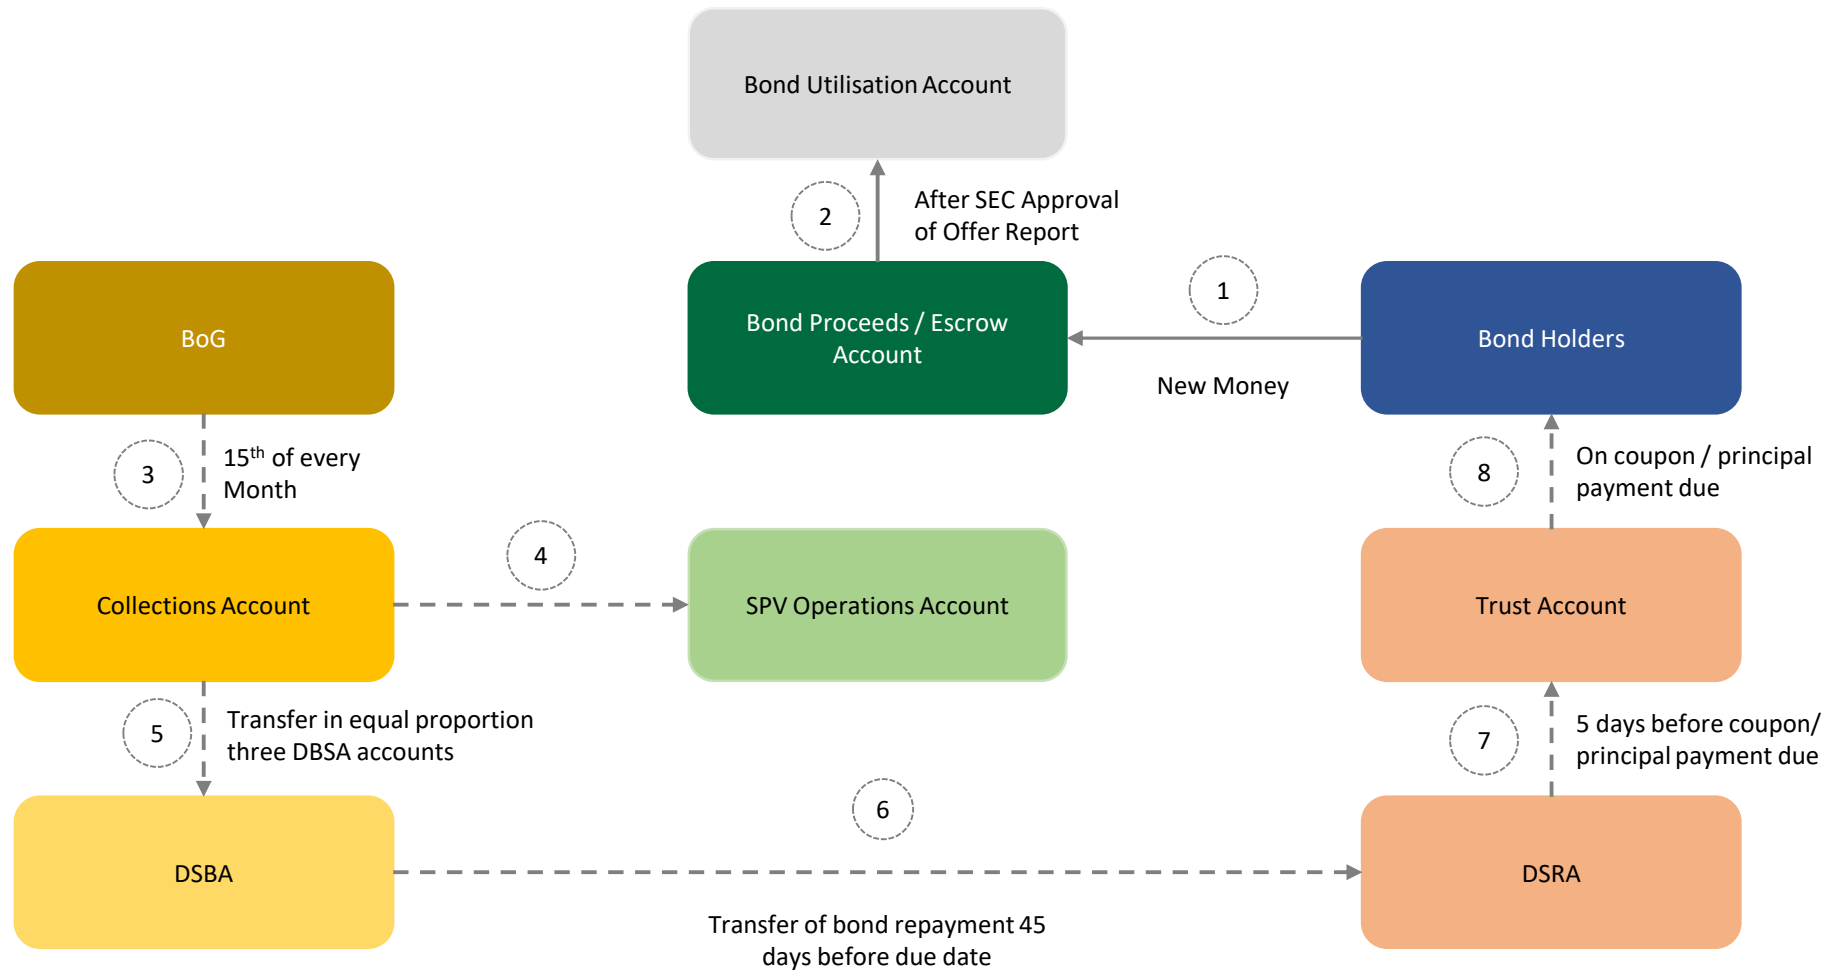 Bond Utilisation Account
2
After SEC Approval
of Offer Report
BoG
Bond Proceeds / Escrow
Account
1
New Money
Bond Holders
3
15th of every
Month
8
On coupon / principal
payment due
Collections Account
4
SPV Operations Account
Trust Account
5
Transfer in equal proportion
three DBSA accounts
7
5 days before coupon/
principal payment due
DSBA
6
Transfer of bond repayment 45
days before due date
DSRA